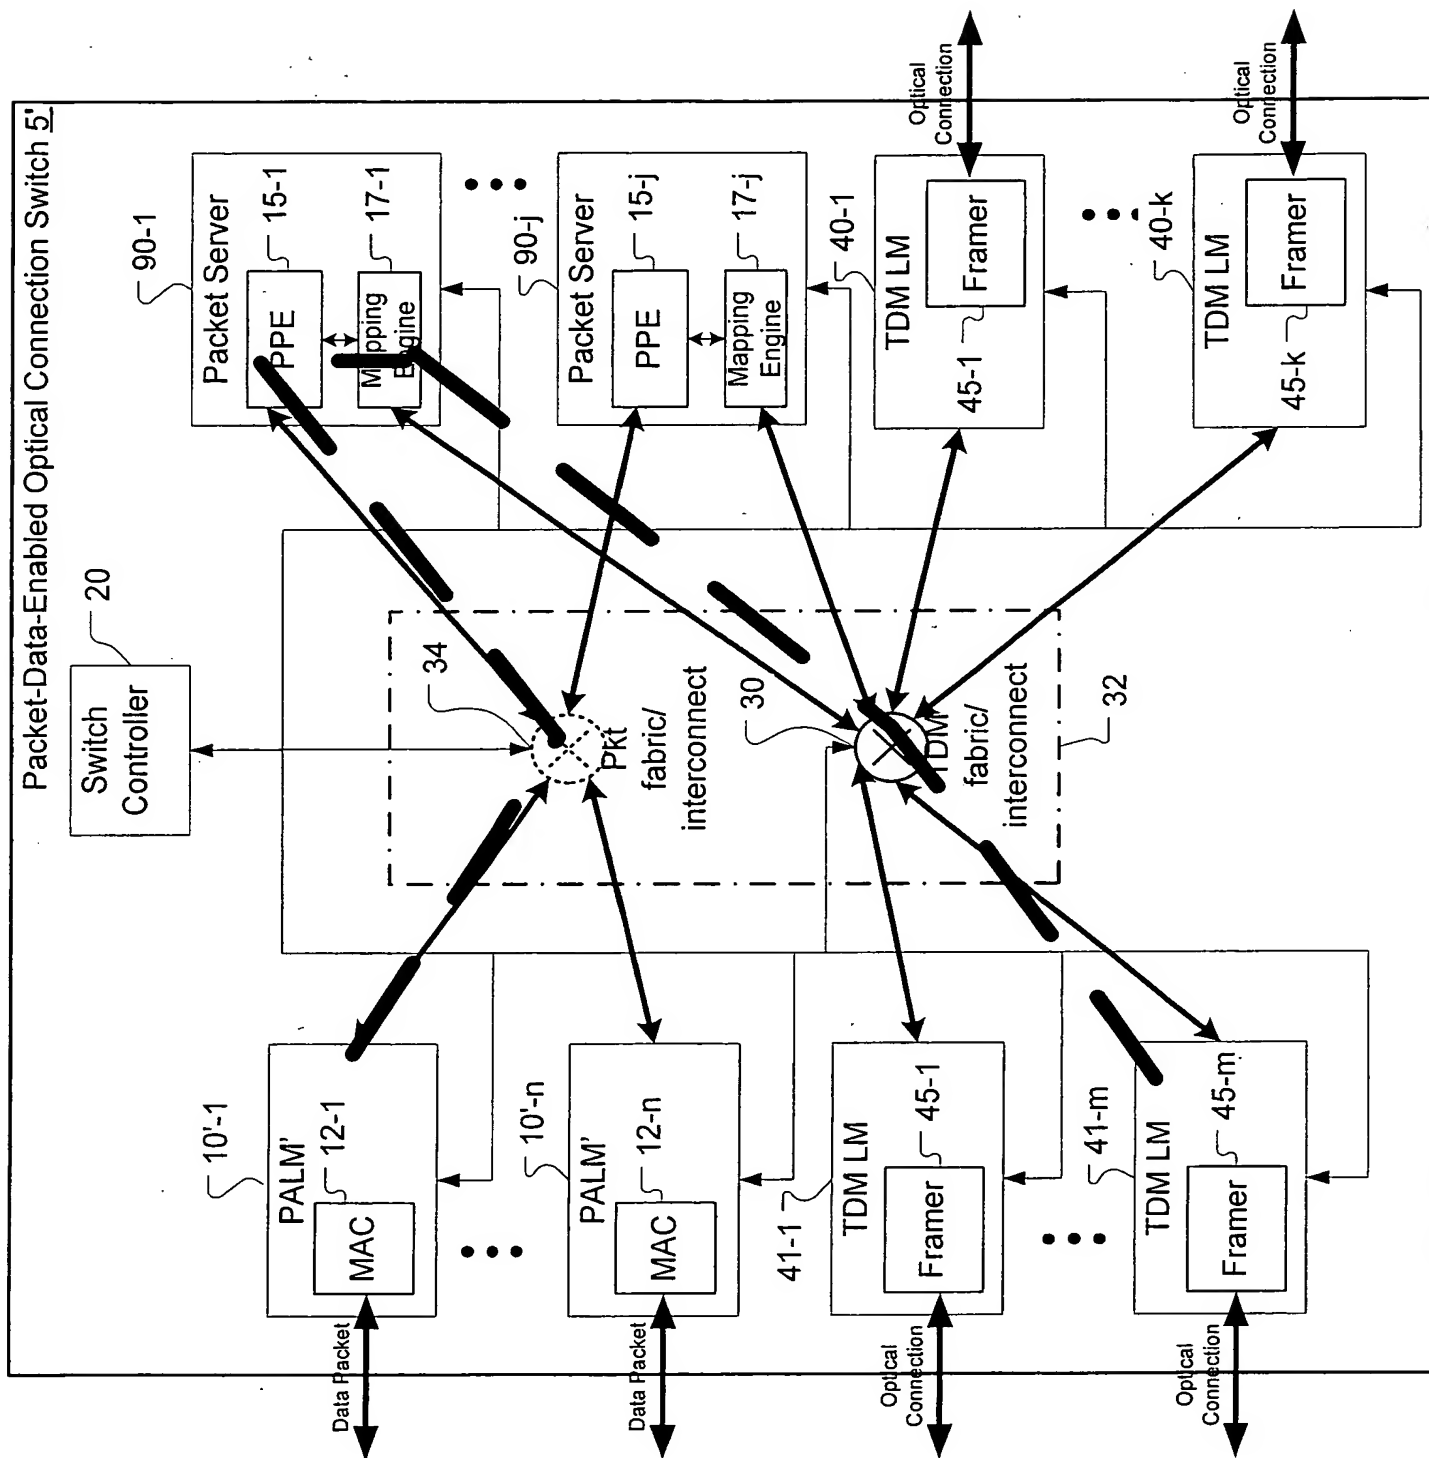 Packet-Data-Enabled Optical Connection Switch 5'
Switch
Controller
20
PALM'
10'-1
12-1
MAC
Data Packet
PALM'
10'-n
12-n
MAC
Data Packet
TDM LM
41-1
45-1
Framer
Optical
Connection
TDM LM
41-m
45-m
Framer
Optical
Connection
34
Pkt
fabric/
interconnect
30
TDM
fabric/
interconnect
32
90-1
Packet Server
15-1
PPE
17-1
Mapping
Engine
90-j
Packet Server
15-j
PPE
17-j
Mapping
Engine
40-1
TDM LM
45-1
Framer
Optical
Connection
40-k
TDM LM
45-k
Framer
Optical
Connection